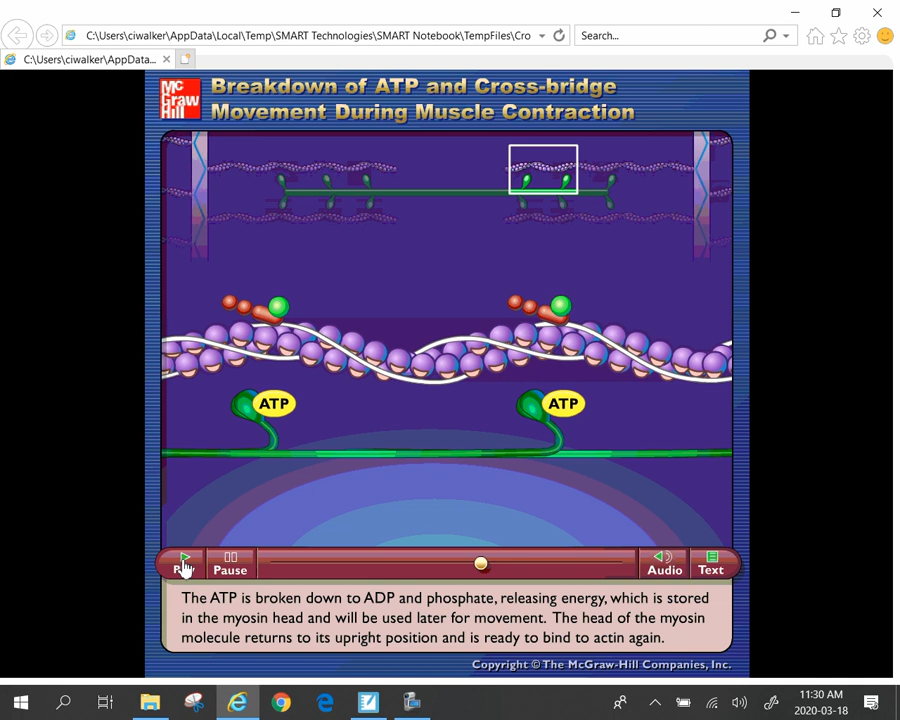 C:\Users\ciwalker\AppData\Local\Temp\SMART Technologies\SMART Notebook\TempFiles\Cro
Search...
C:\Users\ciwalker\AppData...
Mc
Graw
Hill
Breakdown of ATP and Cross-bridge
Movement During Muscle Contraction
ATP
ATP
Pause
Audio
Text
The ATP is broken down to ADP and phosphate, releasing energy, which is stored
in the myosin head and will be used later for movement. The head of the myosin
molecule returns to its upright position and is ready to bind to actin again.
Copyright © The McGraw-Hill Companies, Inc.
11:30 AM
2020-03-18